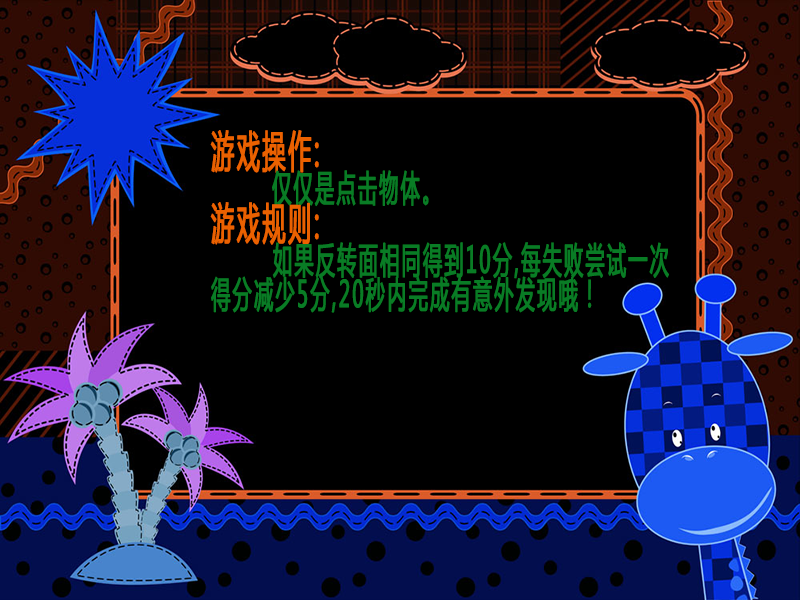 游戏操作:
仅仅是点击物体。
游戏规则:
如果反转面相同得到10分,每失败尝试一次
得分减少5分,20秒内完成有意外发现哦！